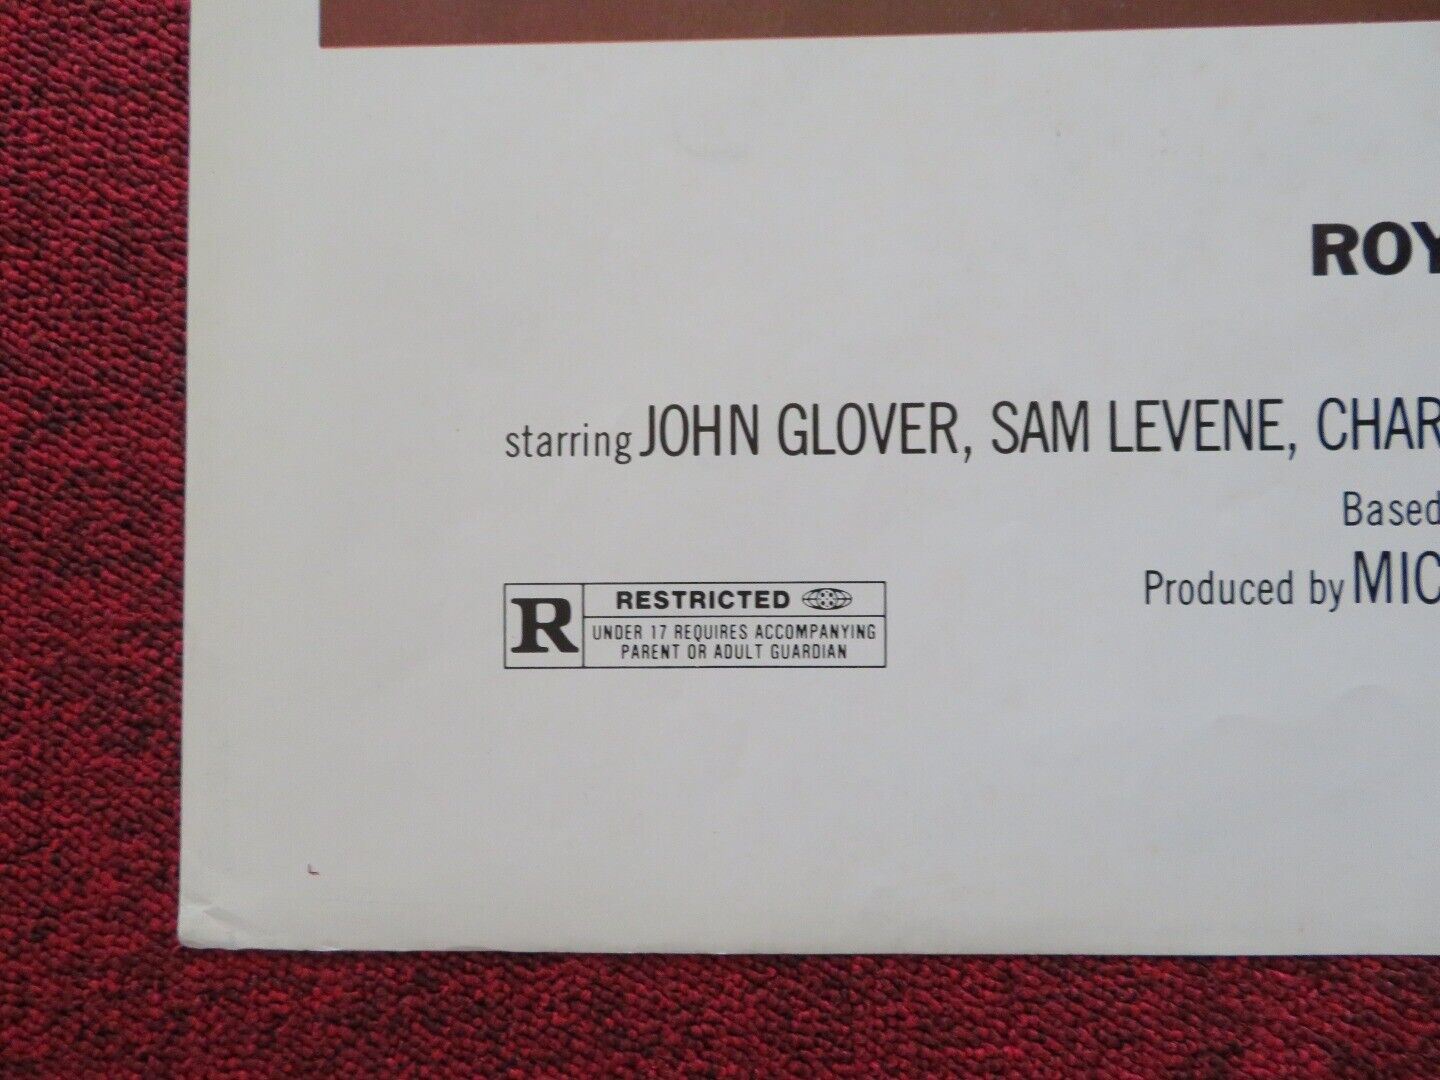 ROY
starring JOHN GLOVER, SAM LEVENE, CHAR
Based
Produced by MIC
R RESTRICTED
UNDER 17 REQUIRES ACCOMPANYING
PARENT OR ADULT GUARDIAN